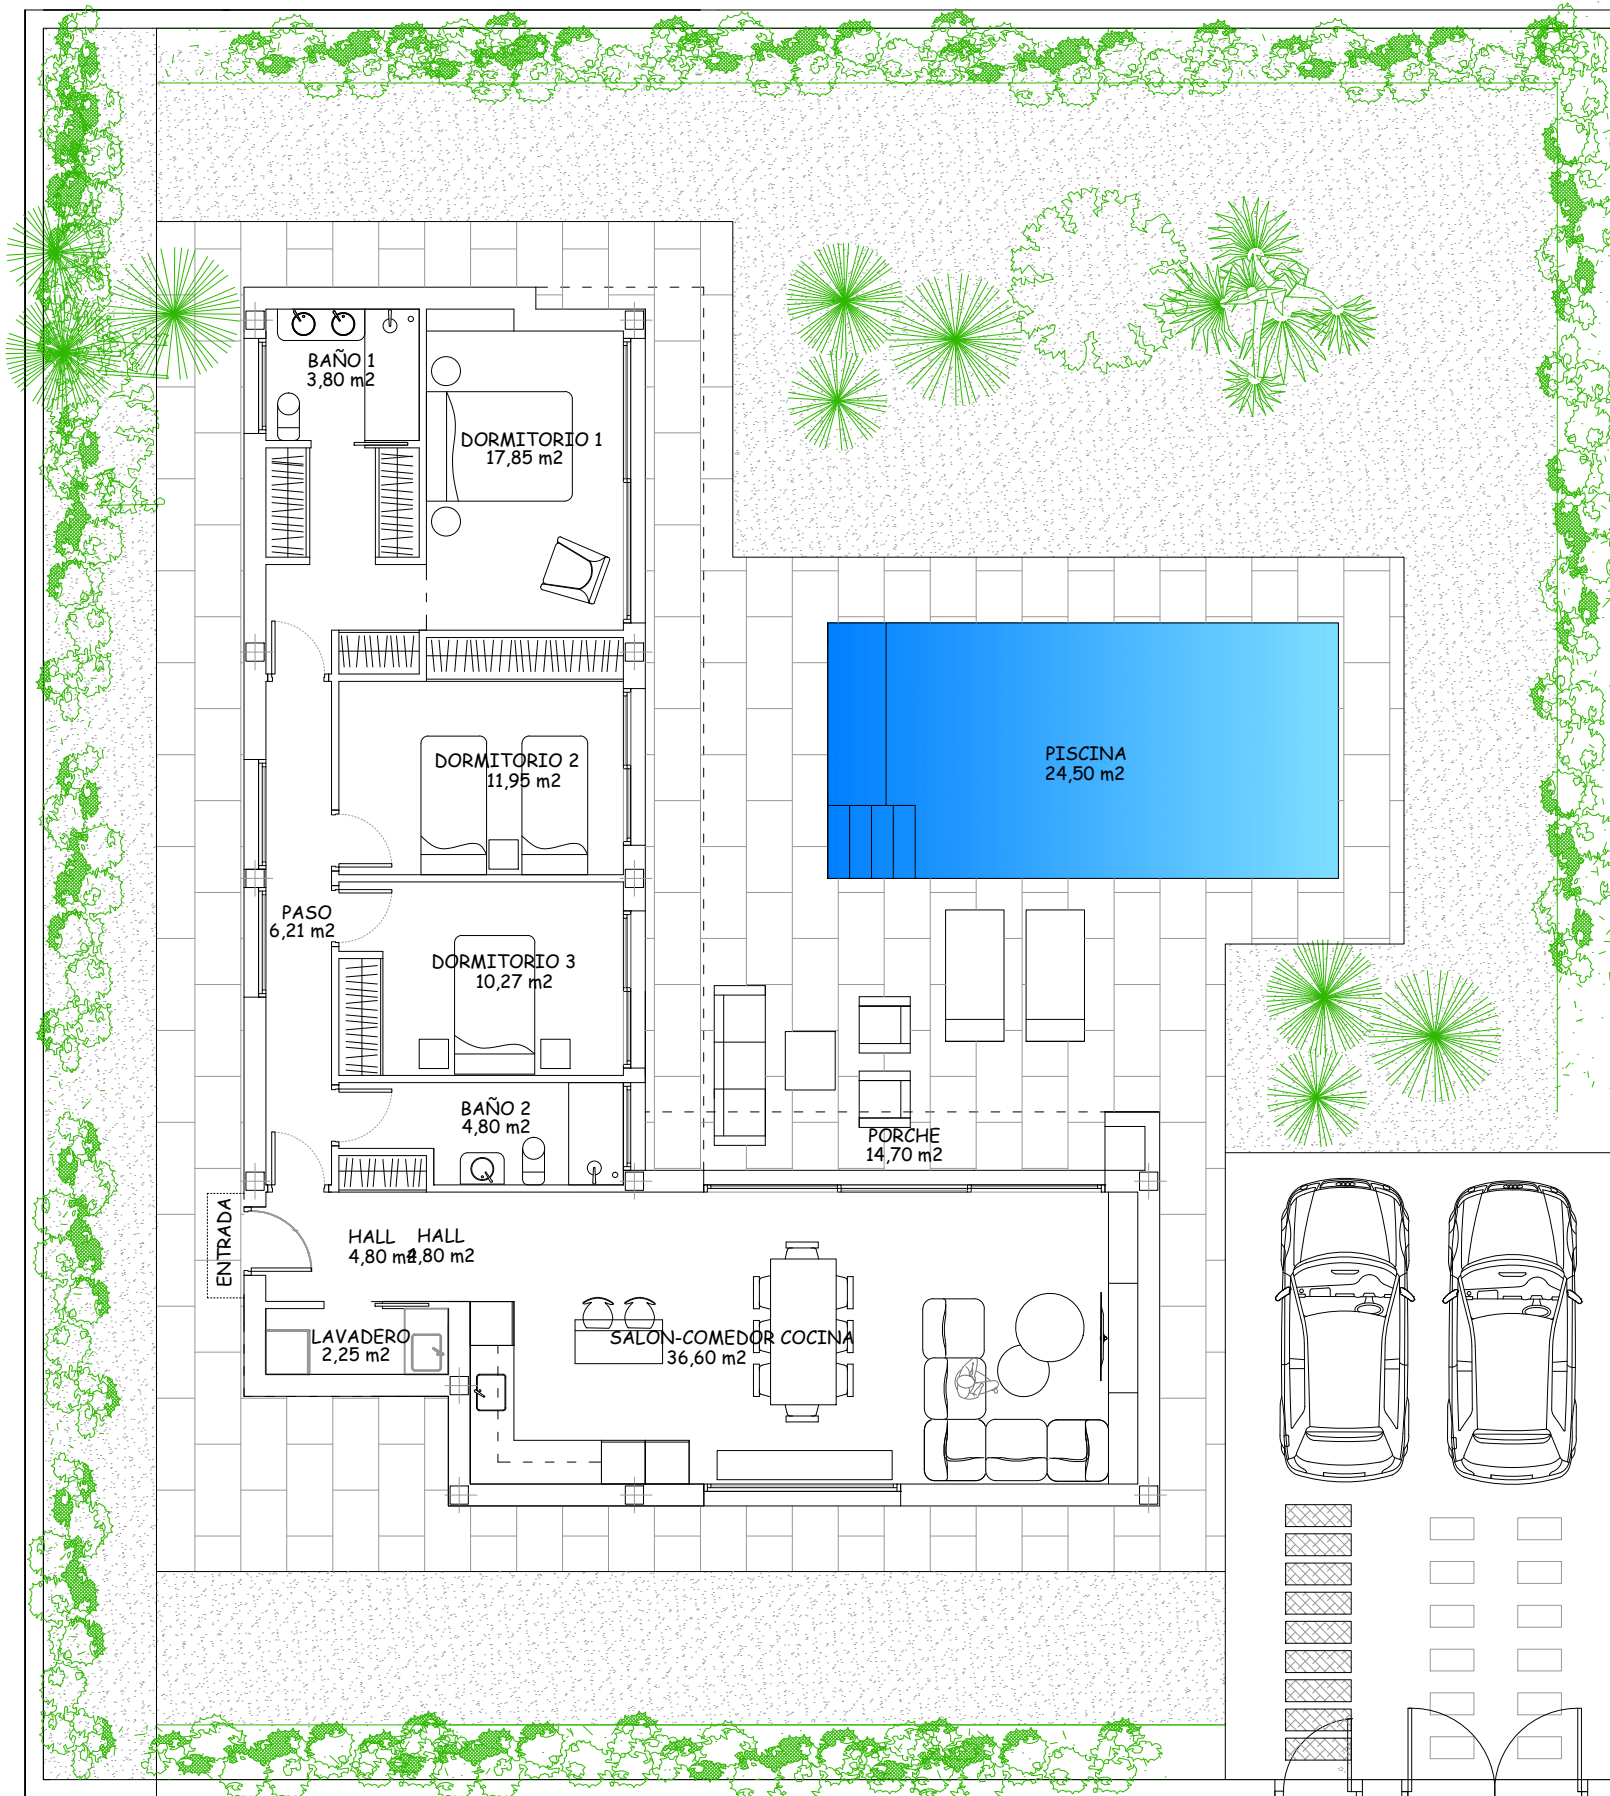 BAÑO 1
3,80 m2
DORMITORIO 1
17,85 m2
DORMITORIO 2
11,95 m2
PISCINA
24,50 m2
PASO
6,21 m2
DORMITORIO 3
10,27 m2
BAÑO 2
4,80 m2
PORCHE
14,70 m2
ENTRADA
HALL
4,80 m2
HALL
4,80 m2
LAVADERO
2,25 m2
SALON-COMEDOR COCINA
36,60 m2